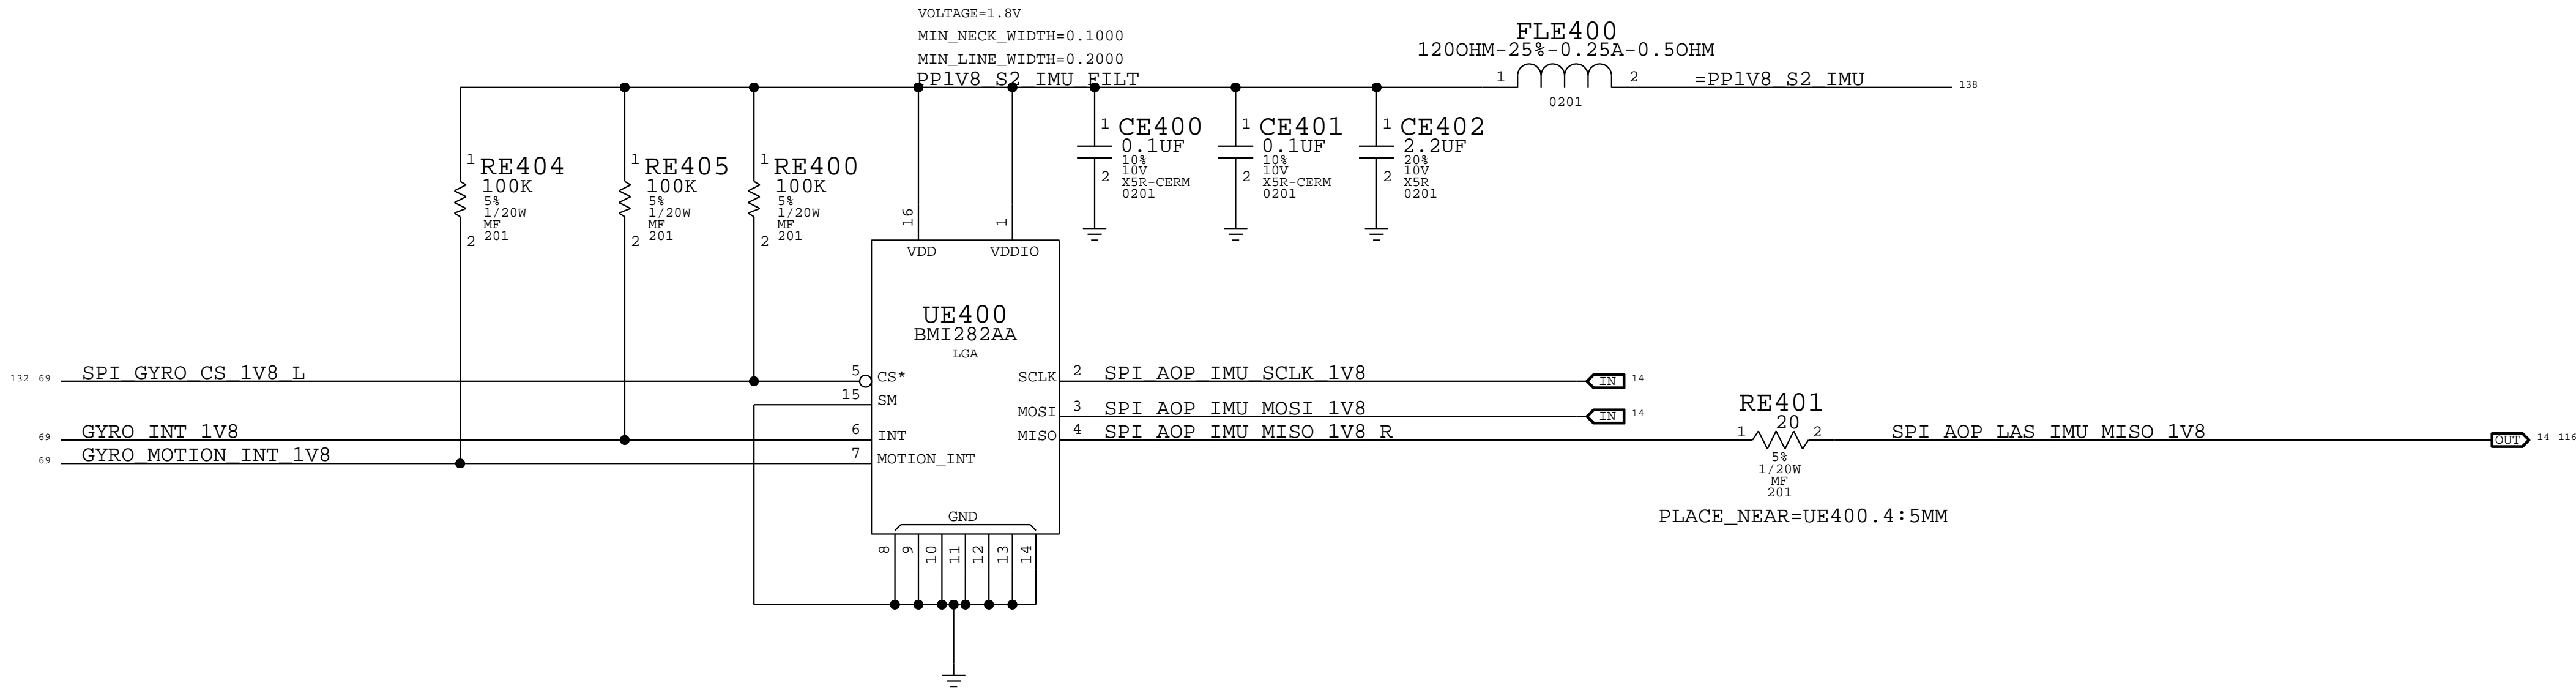 VOLTAGE=1.8V
MIN_NECK_WIDTH=0.1000
MIN_LINE_WIDTH=0.2000
PP1V8_S2_IMU_FILT
FLE400
120OHM-25%-0.25A-0.5OHM
1
2
=PP1V8_S2_IMU
138
0201
1
RE404
100K
5%
1/20W
MF
201
2
1
RE405
100K
5%
1/20W
MF
201
2
1
RE400
100K
5%
1/20W
MF
201
2
1
CE400
0.1UF
10%
10V
X5R-CERM
0201
2
1
CE401
0.1UF
10%
10V
X5R-CERM
0201
2
1
CE402
2.2UF
20%
10V
X5R
0201
2
16
1
VDD
VDDIO
UE400
BMI282AA
LGA
132 69 SPI_GYRO_CS_1V8_L
5
CS*
15
SM
69 GYRO_INT_1V8
6
INT
69 GYRO_MOTION_INT_1V8
7
MOTION_INT
SCLK
2
SPI_AOP_IMU_SCLK_1V8
IN
14
MOSI
3
SPI_AOP_IMU_MOSI_1V8
IN
14
MISO
4
SPI_AOP_IMU_MISO_1V8_R
RE401
20
1
2
5%
1/20W
MF
201
SPI_AOP_LAS_IMU_MISO_1V8
OUT
14 116
PLACE_NEAR=UE400.4:5MM
GND
8
9
10
11
12
13
14